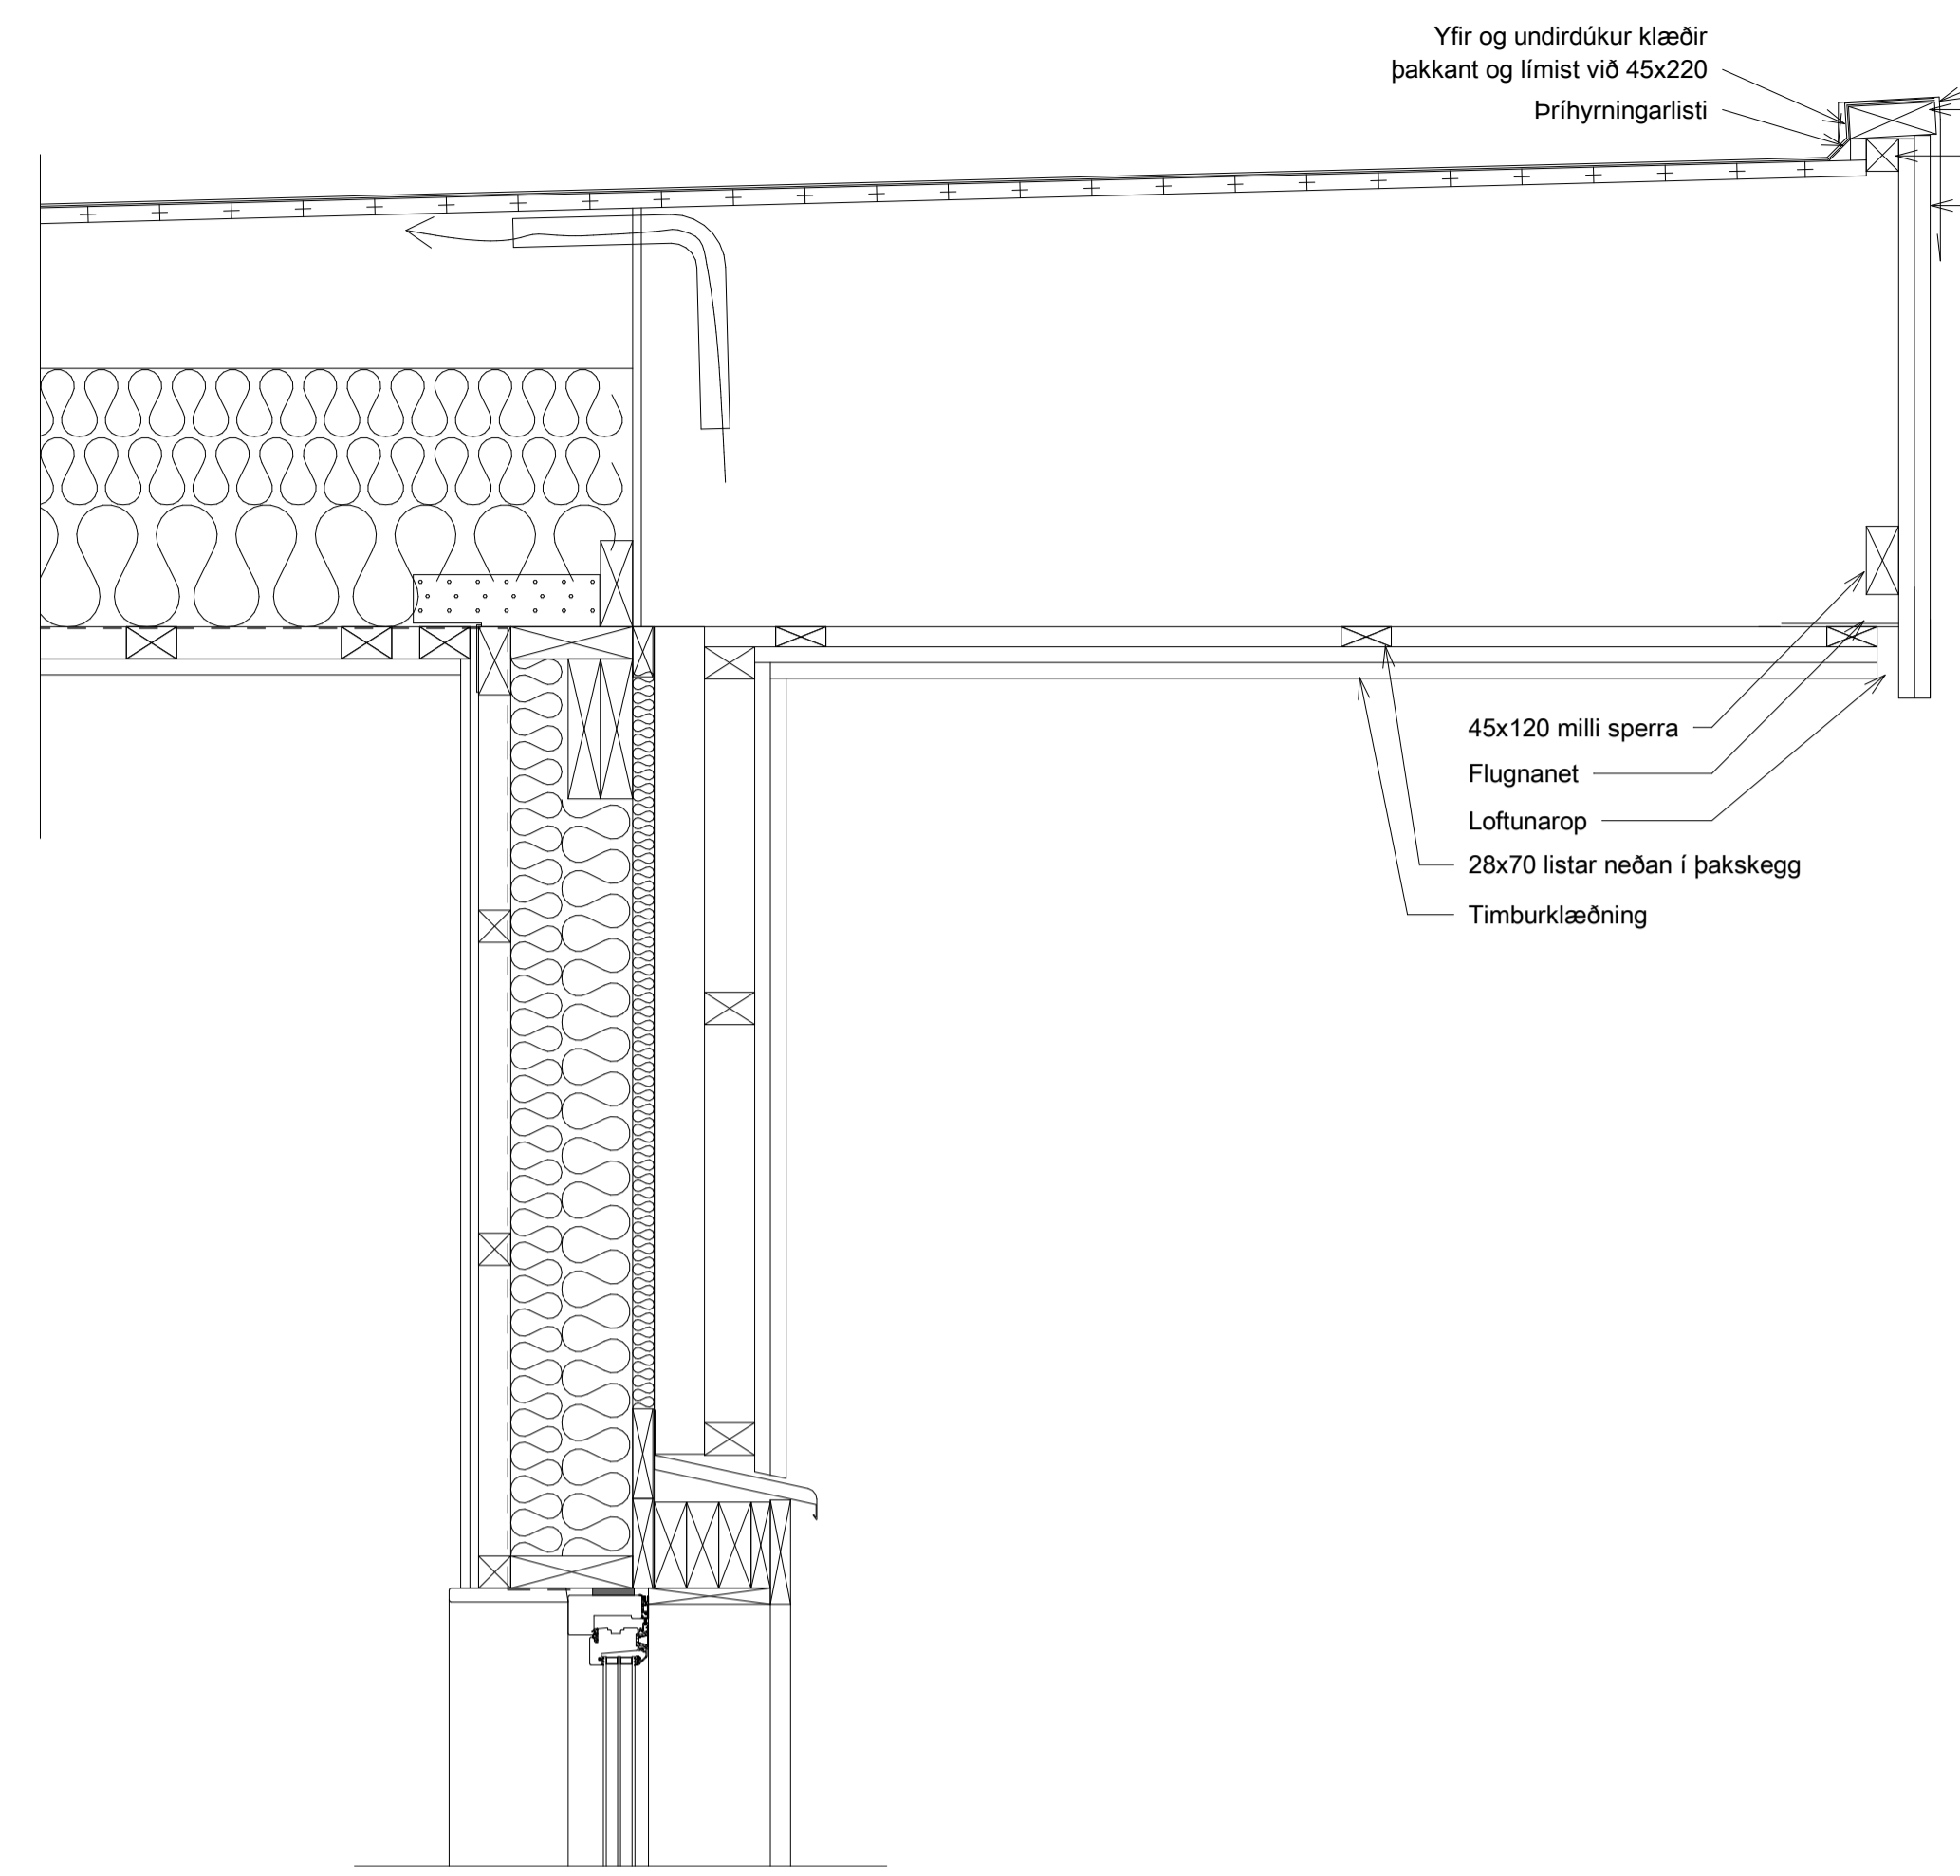 Yfir og undirdúkur klæðir
þakkant og límist við 45x220
Þríhyrningarlisti
45x120 milli sperra
Flugnanet
Loftunarop
28x70 listar neðan í þakskegg
Timburklæðning